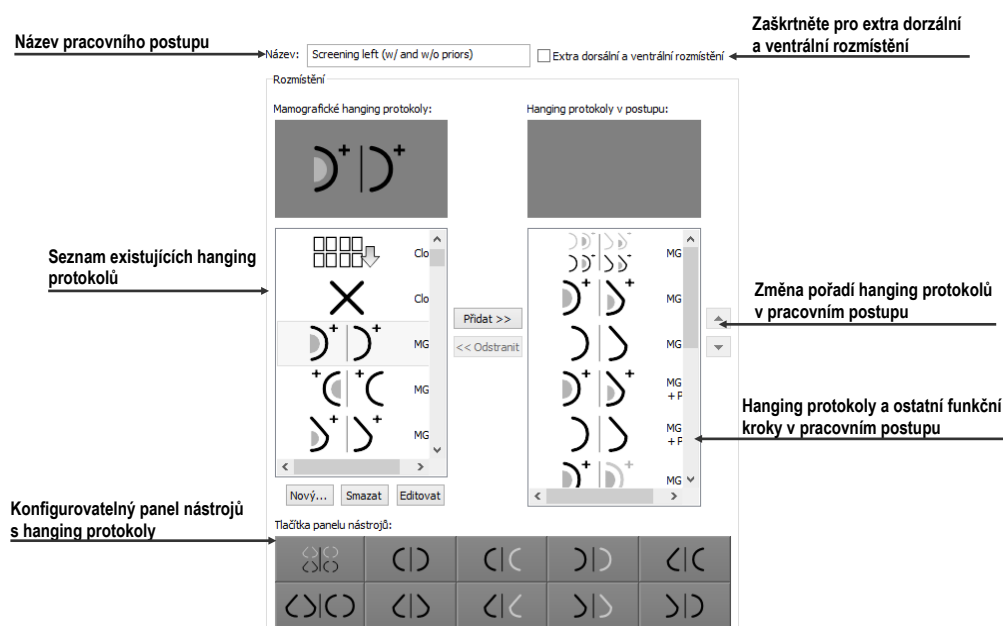 Název pracovního postupu
Zaškrtněte pro extra dorzální
a ventrální rozmístění
Název:
Screening left (w/ and w/o priors)
Extra dorsální a ventrální rozmístění
Rozmístění
Mamografické hanging protokoly:
Hanging protokoly v postupu:
Seznam existujících hanging
protokolů
Clo
Clo
MG
MG
MG
Přidat >>
<< Odstranit
MG
MG
MG
MG
+ P
MG
+ P
MG
Změna pořadí hanging protokolů
v pracovním postupu
Hanging protokoly a ostatní funkční
kroky v pracovním postupu
Nový...
Smazat
Editovat
Konfigurovatelný panel nástrojů
s hanging protokoly
Tlačítka panelu nástrojů: